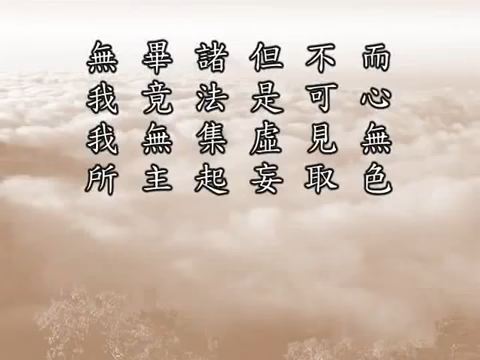 而心無色
不可見取
但是虛妄
諸法集起
畢竟無主
無我我所